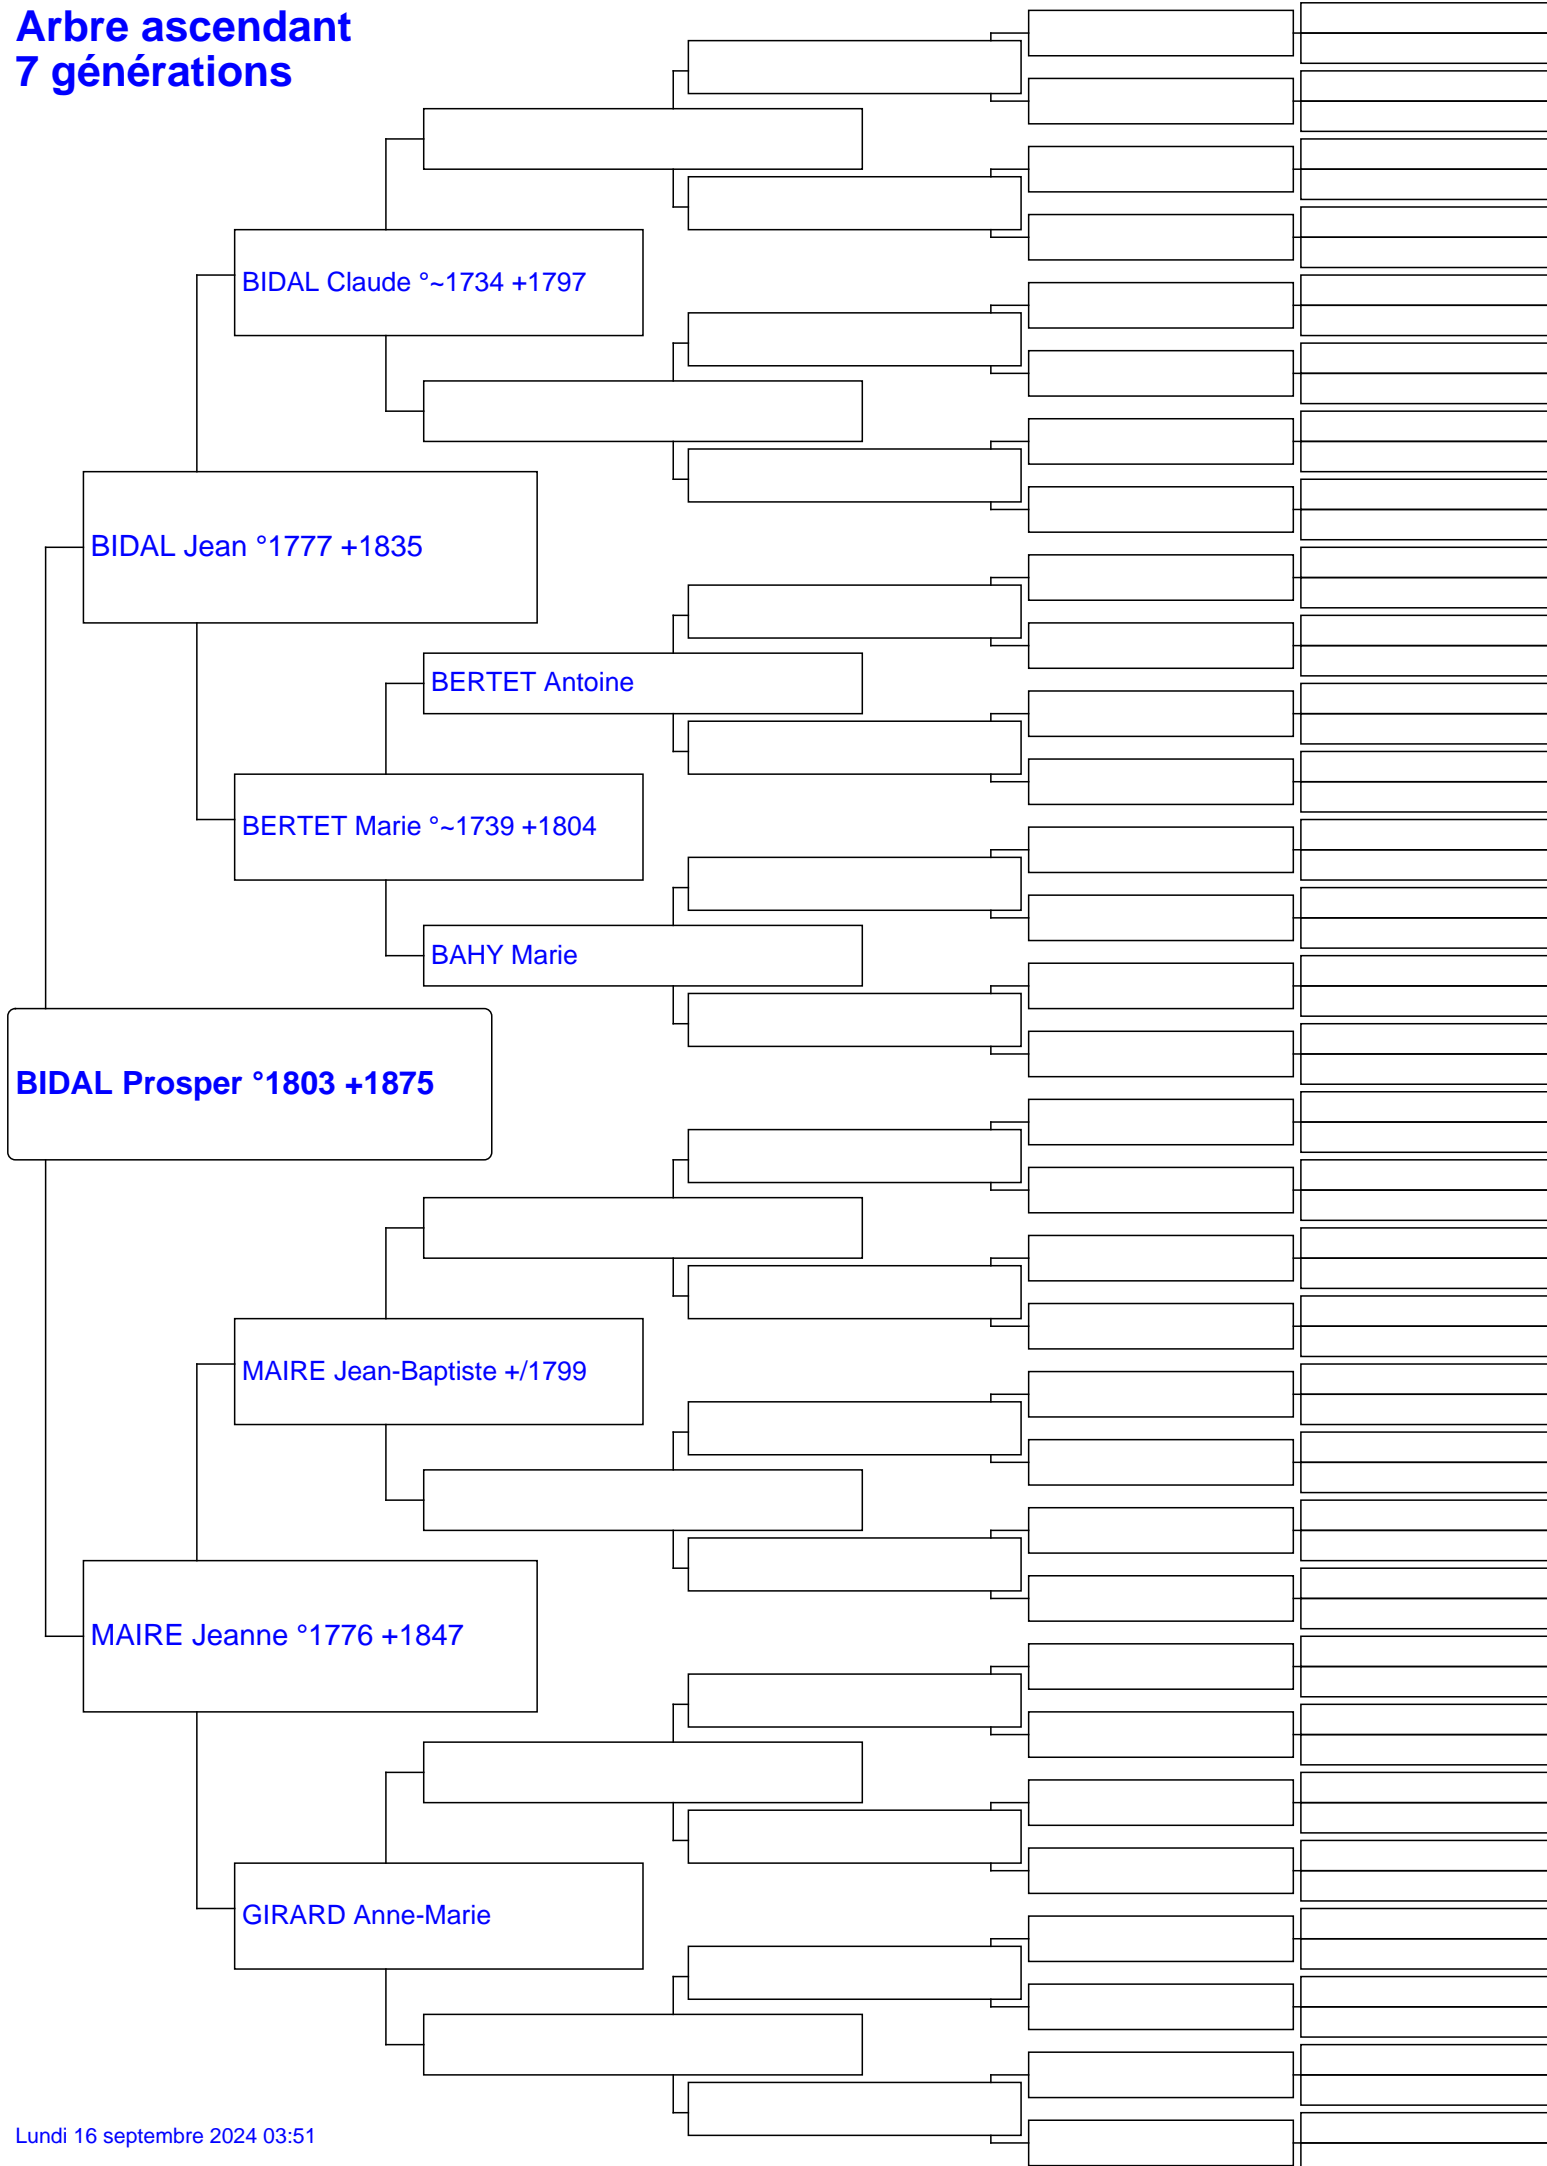 Arbre ascendant
7 générations
BIDAL Claude °~1734 +1797
BIDAL Jean °1777 +1835
BERTET Antoine
BERTET Marie °~1739 +1804
BAHY Marie
BIDAL Prosper °1803 +1875
MAIRE Jean-Baptiste +/1799
MAIRE Jeanne °1776 +1847
GIRARD Anne-Marie
Lundi 16 septembre 2024 03:51